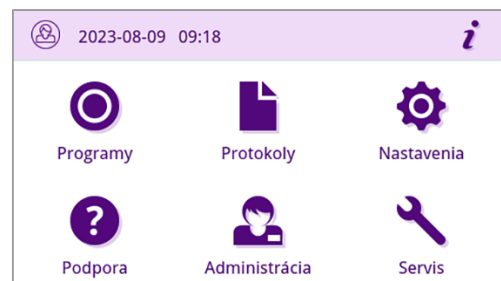 2023-08-09 09:18 i
Programy Protokoly Nastavenia
? 
Podpora Administrácia Servis